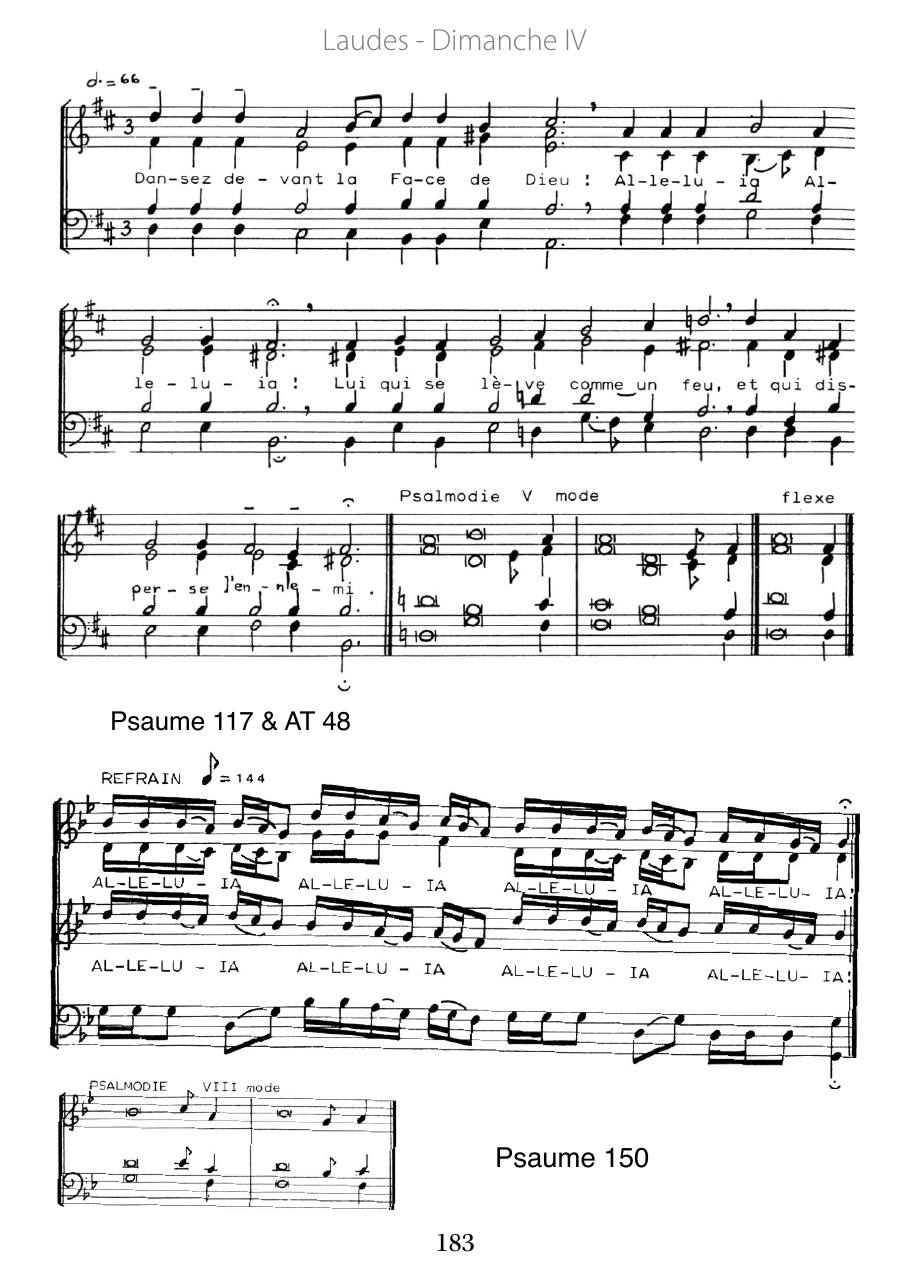 Laudes - Dimanche IV
𝅗𝅥. = 66
3
Dan-sez de - vant la Fa-ce de Dieu ! Al-le-lu - ia Al-
3
le - lu - ia ! Lui qui se lè-ve comme un feu, et qui dis-
Psalmodie V mode flexe
per-se l'en-ne-mi .
Psaume 117 & AT 48
REFRAIN ♪ = 144
AL-LE-LU - IA AL-LE-LU - IA AL-LE-LU - IA AL-LE-LU- IA!
AL-LE-LU - IA AL-LE-LU - IA AL-LE-LU - IA AL-LE-LU- IA!
PSALMODIE VIII mode
Psaume 150
183